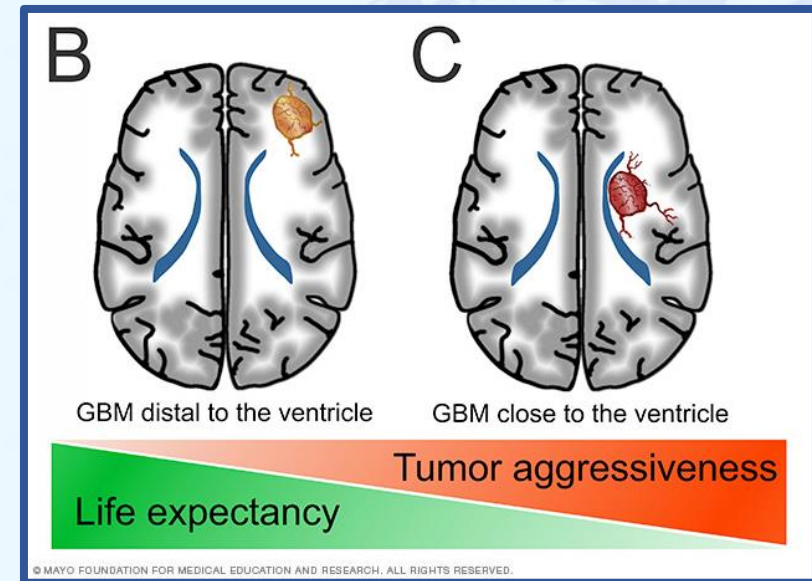 B
C
GBM distal to the ventricle
GBM close to the ventricle
Tumor aggressiveness
Life expectancy
© MAYO FOUNDATION FOR MEDICAL EDUCATION AND RESEARCH. ALL RIGHTS RESERVED.